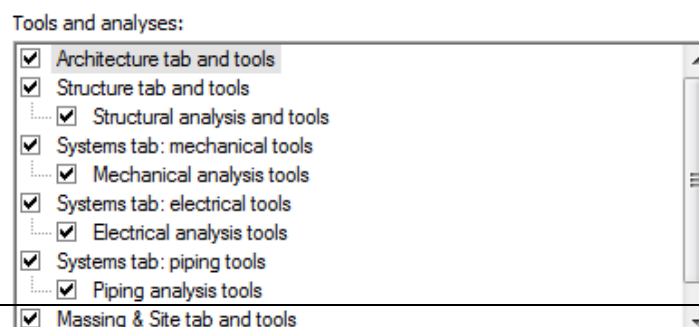 Tools and analyses:
Architecture tab and tools
Structure tab and tools
Structural analysis and tools
Systems tab: mechanical tools
Mechanical analysis tools
Systems tab: electrical tools
Electrical analysis tools
Systems tab: piping tools
Piping analysis tools
Massing & Site tab and tools